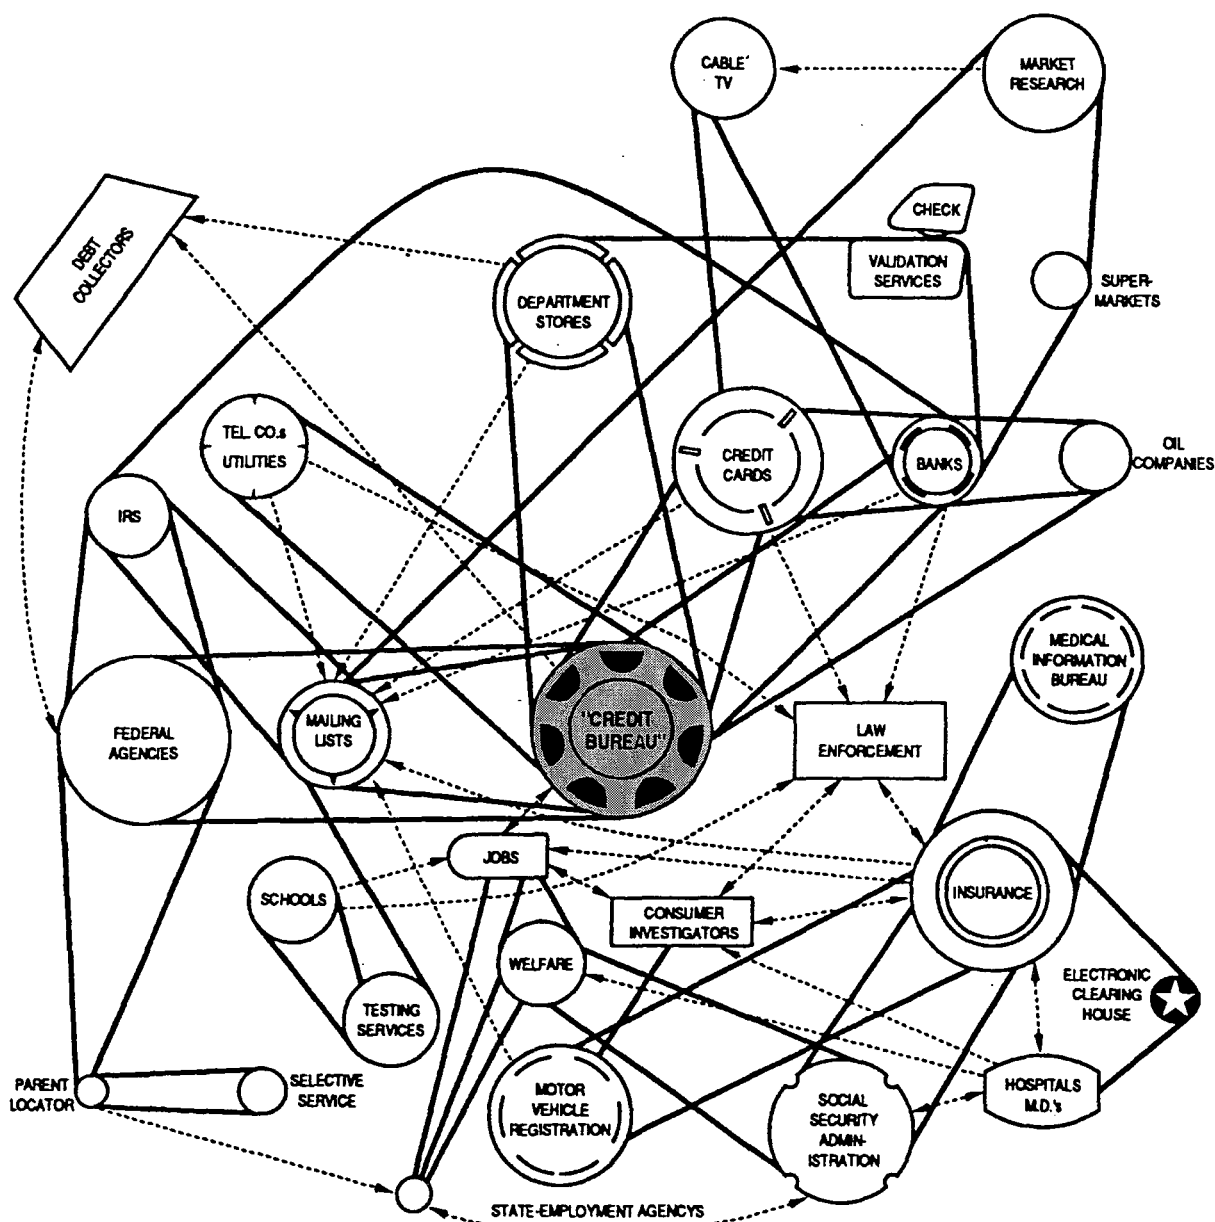 CABLE'
TV
MARKET
RESEARCH
CHECK
VALIDATION
SERVICES
DEBT
COLLECTORS
SUPER-
MARKETS
DEPARTMENT
STORES
TEL. CO.s
UTILITIES
CREDIT
CARDS
BANKS
OIL
COMPANIES
IRS
MEDICAL
INFORMATION
BUREAU
FEDERAL
AGENCIES
MAILING
LISTS
"CREDIT
BUREAU"
LAW
ENFORCEMENT
JOBS
SCHOOLS
CONSUMER
INVESTIGATORS
INSURANCE
WELFARE
ELECTRONIC
CLEARING
HOUSE
TESTING
SERVICES
PARENT
LOCATOR
SELECTIVE
SERVICE
MOTOR
VEHICLE
REGISTRATION
SOCIAL
SECURITY
ADMIN-
ISTRATION
HOSPITALS
M.D.'s
STATE-EMPLOYMENT AGENCYS